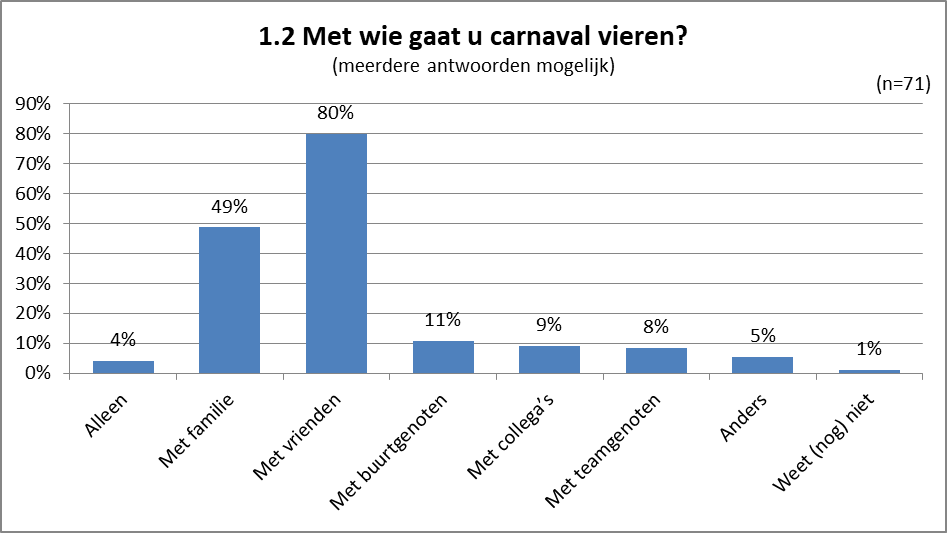 1.2 Met wie gaat u carnaval vieren?
(meerdere antwoorden mogelijk)
(n=71)
90%
80%
70%
60%
50%
40%
30%
20%
10%
0%
4%
49%
80%
11%
9%
8%
5%
1%
Alleen
Met familie
Met vrienden
Met buurtgenoten
Met collega's
Met teamgenoten
Anders
Weet (nog) niet